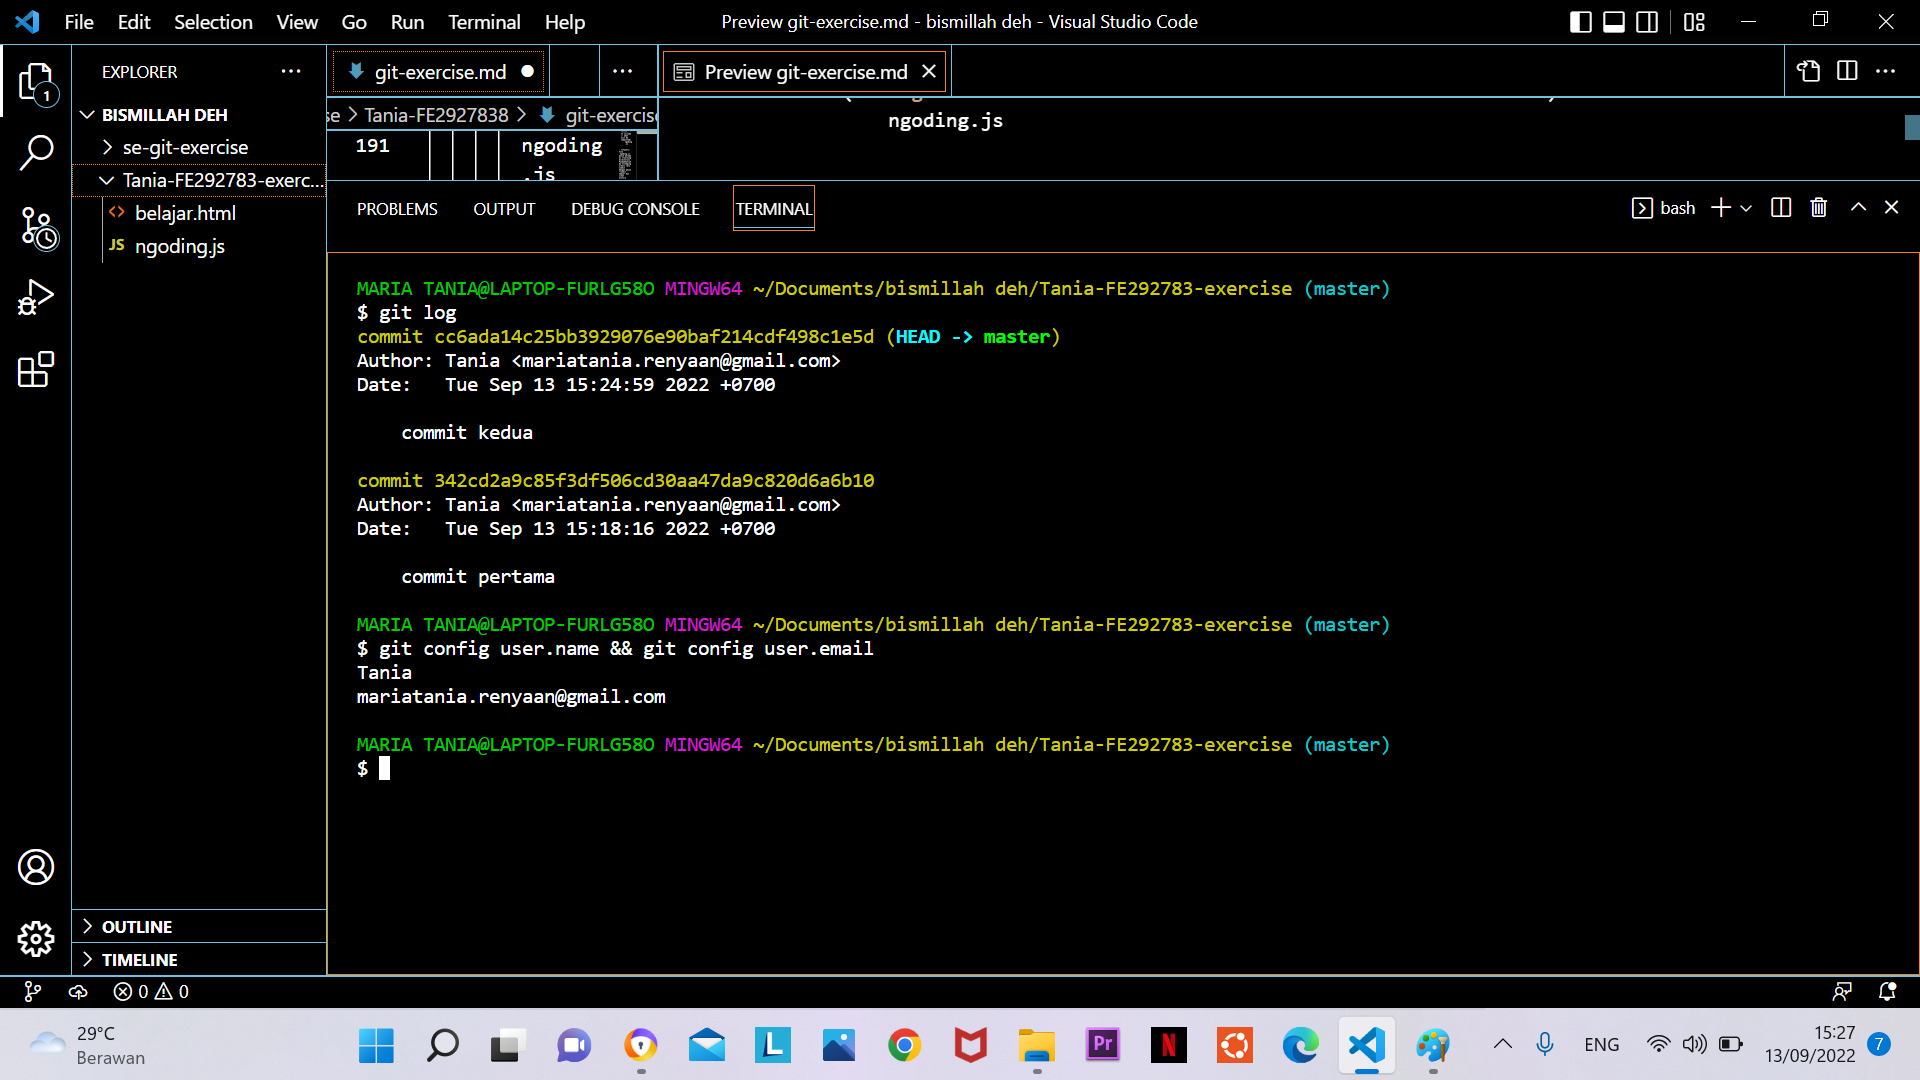 File Edit Selection View Go Run Terminal Help
Preview git-exercise.md - bismillah deh - Visual Studio Code
EXPLORER
git-exercise.md
Preview git-exercise.md
1
BISMILLAH DEH
se-git-exercise
Tania-FE292783-exerc...
belajar.html
JS ngoding.js
se > Tania-FE2927838 > git-exercise
191 ngoding
.js
ngoding.js
PROBLEMS OUTPUT DEBUG CONSOLE TERMINAL
bash
MARIA TANIA@LAPTOP-FURLG58O MINGW64 ~/Documents/bismillah deh/Tania-FE292783-exercise (master)
$ git log
commit cc6ada14c25bb3929076e90baf214cdf498c1e5d (HEAD -> master)
Author: Tania <mariatania.renyaan@gmail.com>
Date:   Tue Sep 13 15:24:59 2022 +0700
commit kedua
commit 342cd2a9c85f3df506cd30aa47da9c820d6a6b10
Author: Tania <mariatania.renyaan@gmail.com>
Date:   Tue Sep 13 15:18:16 2022 +0700
commit pertama
MARIA TANIA@LAPTOP-FURLG58O MINGW64 ~/Documents/bismillah deh/Tania-FE292783-exercise (master)
$ git config user.name && git config user.email
Tania
mariatania.renyaan@gmail.com
MARIA TANIA@LAPTOP-FURLG58O MINGW64 ~/Documents/bismillah deh/Tania-FE292783-exercise (master)
$
OUTLINE
TIMELINE
0 0
29°C
Berawan
L
Pr
N
ENG
15:27
13/09/2022
7